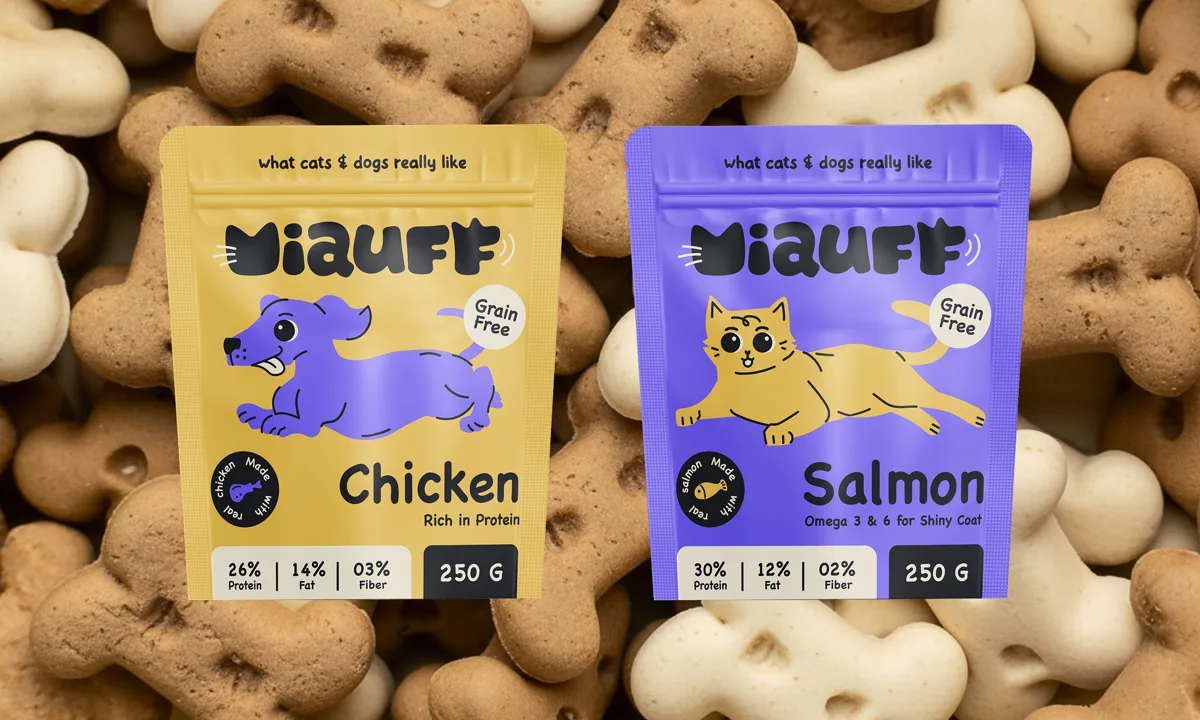 what cats & dogs really like
Miauff
Grain
Free
Made with real chicken
Chicken
Rich in Protein
26% Protein
14% Fat
03% Fiber
250 G
what cats & dogs really like
Miauff
Grain
Free
Made with real salmon
Salmon
Omega 3 & 6 for Shiny Coat
30% Protein
12% Fat
02% Fiber
250 G